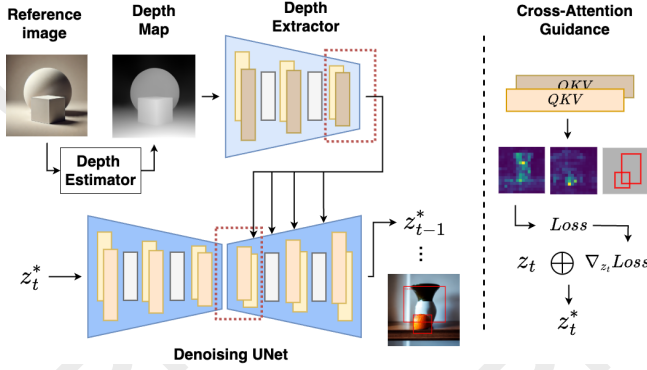 Reference
image
Depth
Map
Depth
Extractor
Depth
Estimator
z*t
z*t−1
⋮
Denoising UNet
Cross-Attention
Guidance
QKV
QKV
Loss
zt ⊕ ∇zt Loss
z*t